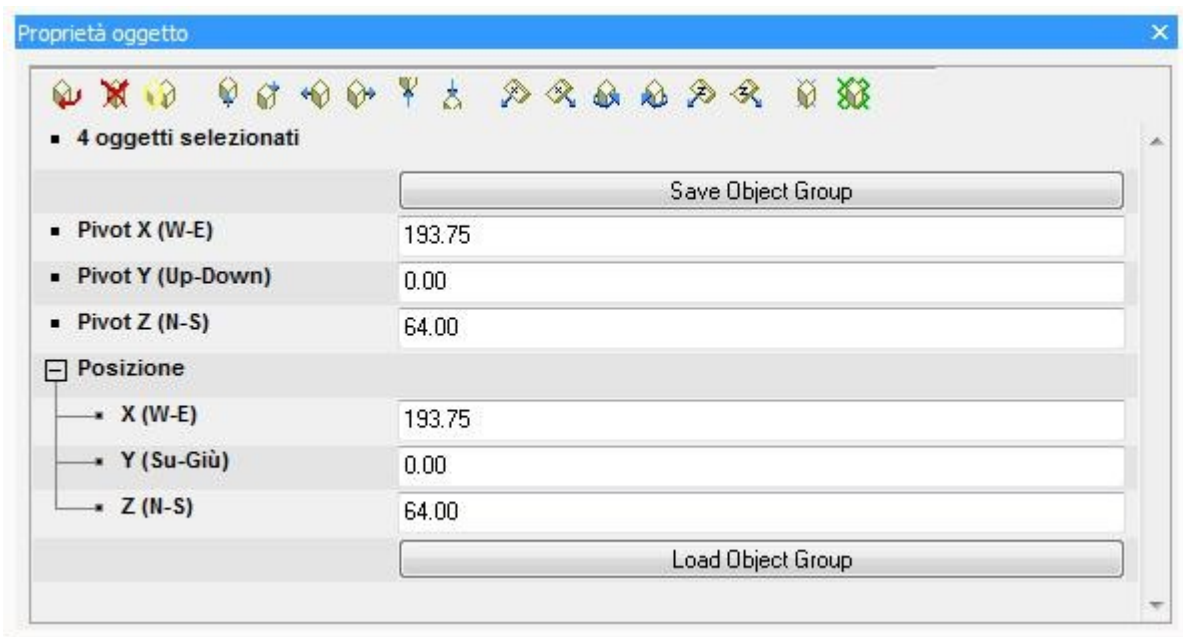 Proprietà oggetto
4 oggetti selezionati
Save Object Group
Pivot X (W-E) 193.75
Pivot Y (Up-Down) 0.00
Pivot Z (N-S) 64.00
Posizione
X (W-E) 193.75
Y (Su-Giù) 0.00
Z (N-S) 64.00
Load Object Group